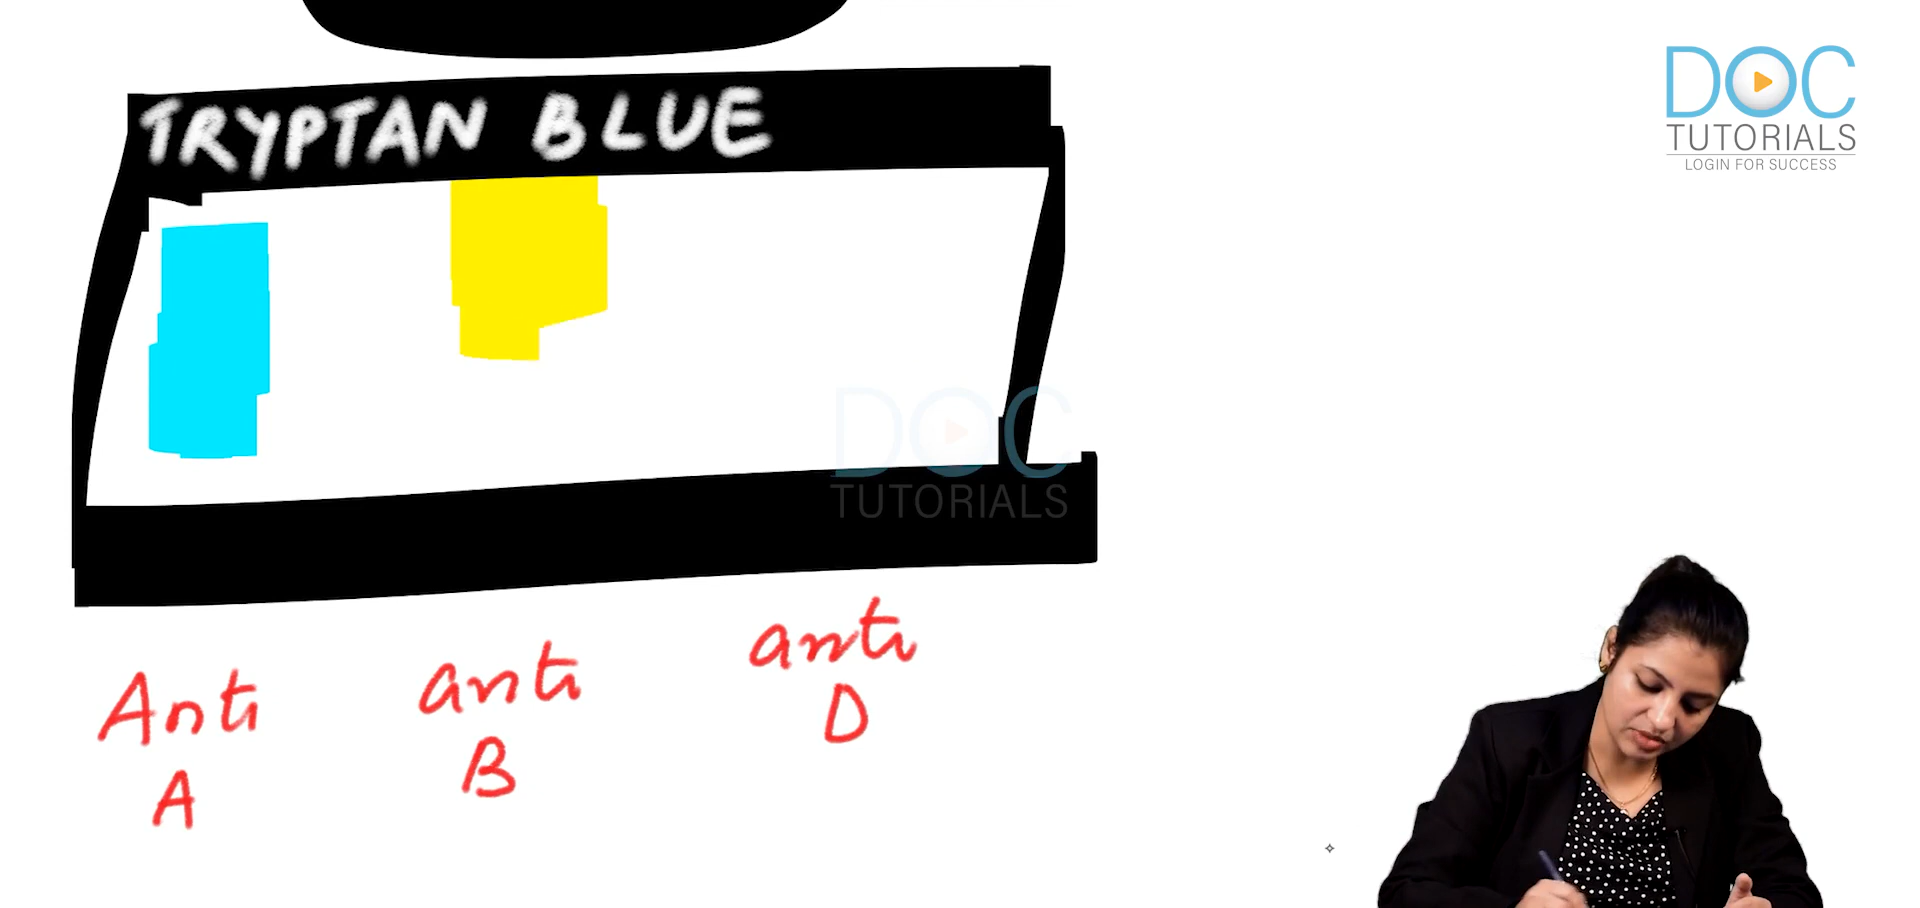 TRYPTAN BLUE
DOC
TUTORIALS
LOGIN FOR SUCCESS
DOC
TUTORIALS
Anti
A
anti
B
anti
D